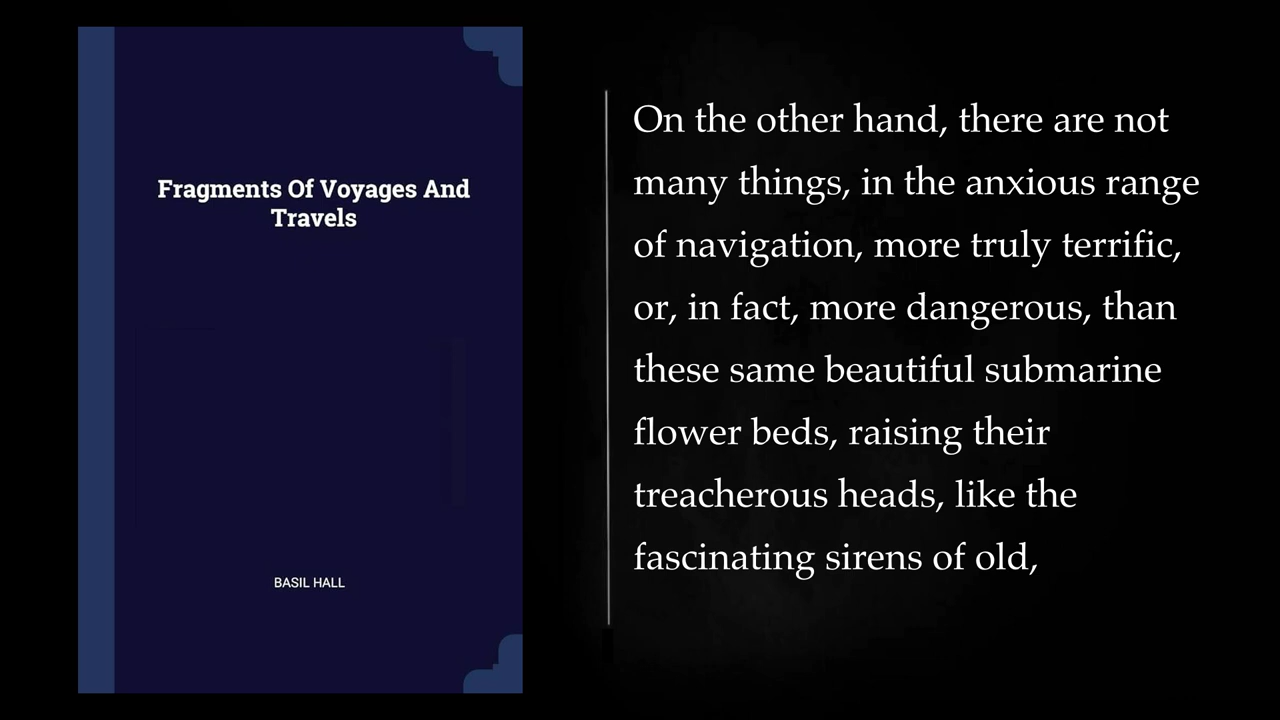 Fragments Of Voyages And
Travels
BASIL HALL
On the other hand, there are not
many things, in the anxious range
of navigation, more truly terrific,
or, in fact, more dangerous, than
these same beautiful submarine
flower beds, raising their
treacherous heads, like the
fascinating sirens of old,